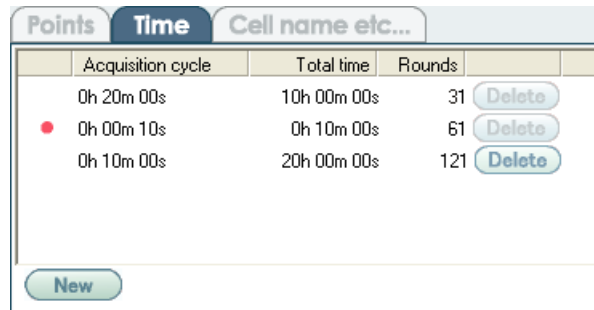 Points Time Cell name etc...
Acquisition cycle Total time Rounds
0h 20m 00s 10h 00m 00s 31 Delete
0h 00m 10s 0h 10m 00s 61 Delete
0h 10m 00s 20h 00m 00s 121 Delete
New